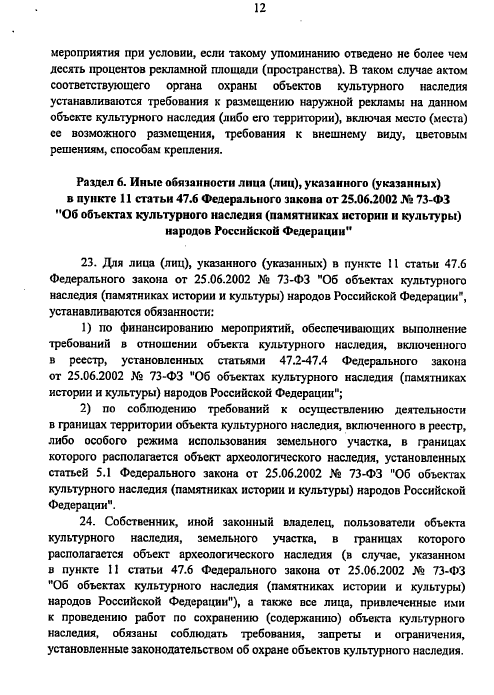 12
мероприятия при условии, если такому упоминанию отведено не более чем
десять процентов рекламной площади (пространства). В таком случае актом
соответствующего органа охраны объектов культурного наследия
устанавливаются требования к размещению наружной рекламы на данном
объекте культурного наследия (либо его территории), включая место (места)
ее возможного размещения, требования к внешнему виду, цветовым
решениям, способам крепления.
Раздел 6. Иные обязанности лица (лиц), указанного (указанных)
в пункте 11 статьи 47.6 Федерального закона от 25.06.2002 № 73-ФЗ
"Об объектах культурного наследия (памятниках истории и культуры)
народов Российской Федерации"
23. Для лица (лиц), указанного (указанных) в пункте 11 статьи 47.6
Федерального закона от 25.06.2002 № 73-ФЗ "Об объектах культурного
наследия (памятниках истории и культуры) народов Российской Федерации",
устанавливаются обязанности:
1) по финансированию мероприятий, обеспечивающих выполнение
требований в отношении объекта культурного наследия, включенного
в реестр, установленных статьями 47.2-47.4 Федерального закона
от 25.06.2002 № 73-ФЗ "Об объектах культурного наследия (памятниках
истории и культуры) народов Российской Федерации";
2) по соблюдению требований к осуществлению деятельности
в границах территории объекта культурного наследия, включенного в реестр,
либо особого режима использования земельного участка, в границах
которого располагается объект археологического наследия, установленных
статьей 5.1 Федерального закона от 25.06.2002 № 73-ФЗ "Об объектах
культурного наследия (памятниках истории и культуры) народов Российской
Федерации".
24. Собственник, иной законный владелец, пользователи объекта
культурного наследия, земельного участка, в границах которого
располагается объект археологического наследия (в случае, указанном
в пункте 11 статьи 47.6 Федерального закона от 25.06.2002 № 73-ФЗ
"Об объектах культурного наследия (памятниках истории и культуры)
народов Российской Федерации"), а также все лица, привлеченные ими
к проведению работ по сохранению (содержанию) объекта культурного
наследия, обязаны соблюдать требования, запреты и ограничения,
установленные законодательством об охране объектов культурного наследия.